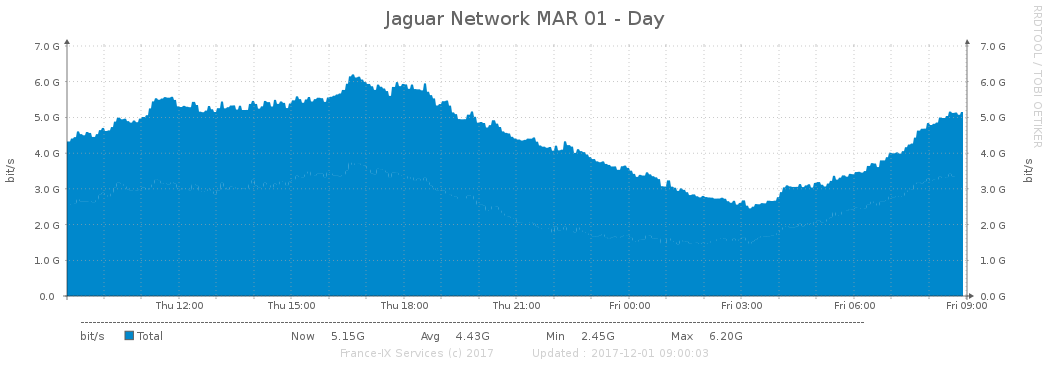 Jaguar Network MAR 01 - Day
RRDTOOL / TOBI OETIKER
7.0 G 7.0 G
6.0 G 6.0 G
5.0 G 5.0 G
4.0 G 4.0 G
3.0 G 3.0 G
2.0 G 2.0 G
1.0 G 1.0 G
0.0 0.0 G
bit/s bit/s
Thu 12:00 Thu 15:00 Thu 18:00 Thu 21:00 Fri 00:00 Fri 03:00 Fri 06:00 Fri 09:00
bit/s Total Now 5.15G Avg 4.43G Min 2.45G Max 6.20G
France-IX Services (c) 2017 Updated : 2017-12-01 09:00:03